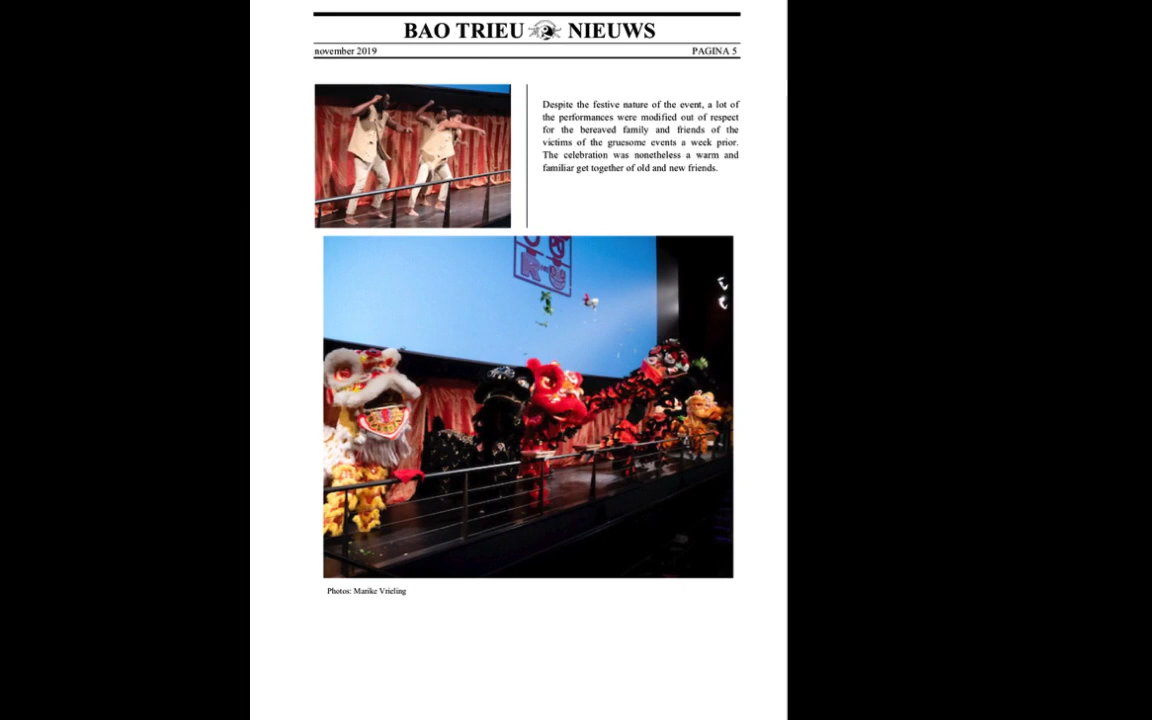 BAO TRIEU NIEUWS
november 2019 PAGINA 5
Despite the festive nature of the event, a lot of
the performances were modified out of respect
for the bereaved family and friends of the
victims of the gruesome events a week prior.
The celebration was nonetheless a warm and
familiar get together of old and new friends.
Photos: Marike Vrieling